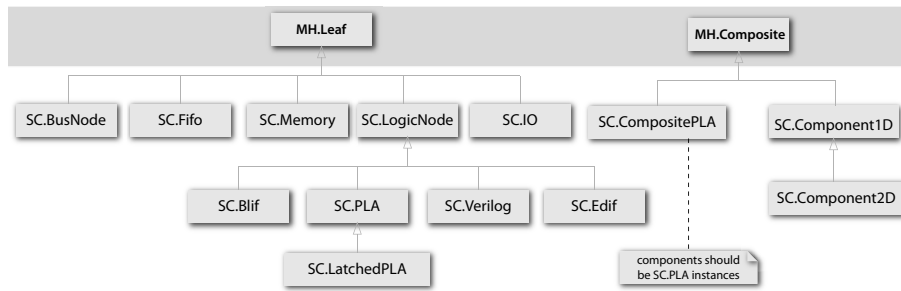 MH.Leaf
MH.Composite
SC.BusNode
SC.Fifo
SC.Memory
SC.LogicNode
SC.IO
SC.CompositePLA
SC.Component1D
SC.Blif
SC.PLA
SC.Verilog
SC.Edif
SC.Component2D
SC.LatchedPLA
components should
be SC.PLA instances